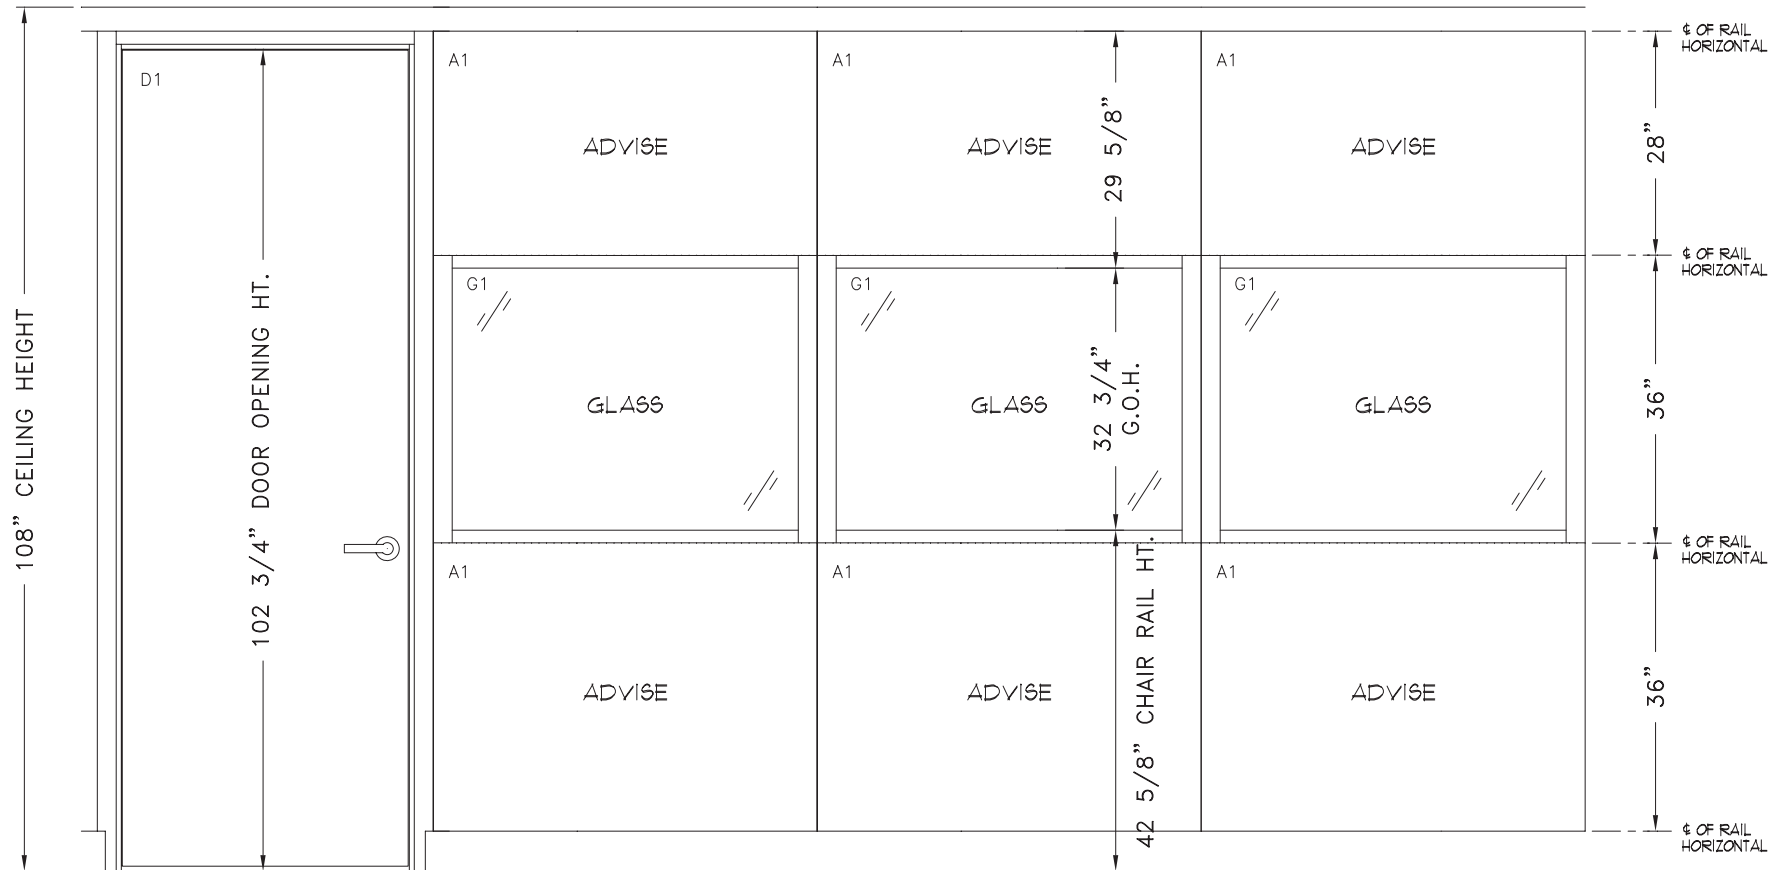 ℄ OF RAIL
HORIZONTAL
D1
A1
A1
A1
ADVISE
ADVISE
ADVISE
29 5/8”
28”
℄ OF RAIL
HORIZONTAL
108” CEILING HEIGHT
102 3/4” DOOR OPENING HT.
G1
G1
G1
GLASS
GLASS
GLASS
32 3/4”
G.O.H.
36”
℄ OF RAIL
HORIZONTAL
A1
A1
A1
ADVISE
ADVISE
ADVISE
42 5/8” CHAIR RAIL HT.
36”
℄ OF RAIL
HORIZONTAL